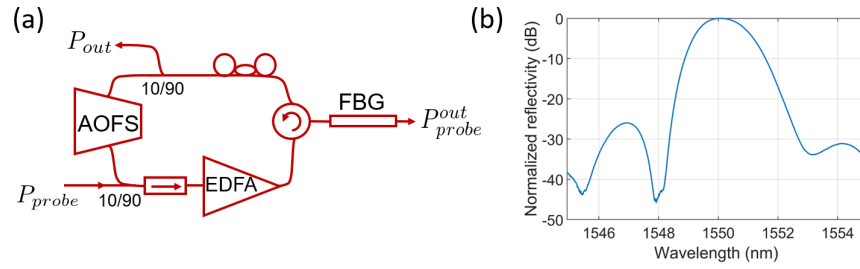 (a)
P_out
10/90
AOFS
FBG
P_probe^out
P_probe
10/90
EDFA
(b)
Normalized reflectivity (dB)
0
-10
-20
-30
-40
-50
1546
1548
1550
1552
1554
Wavelength (nm)